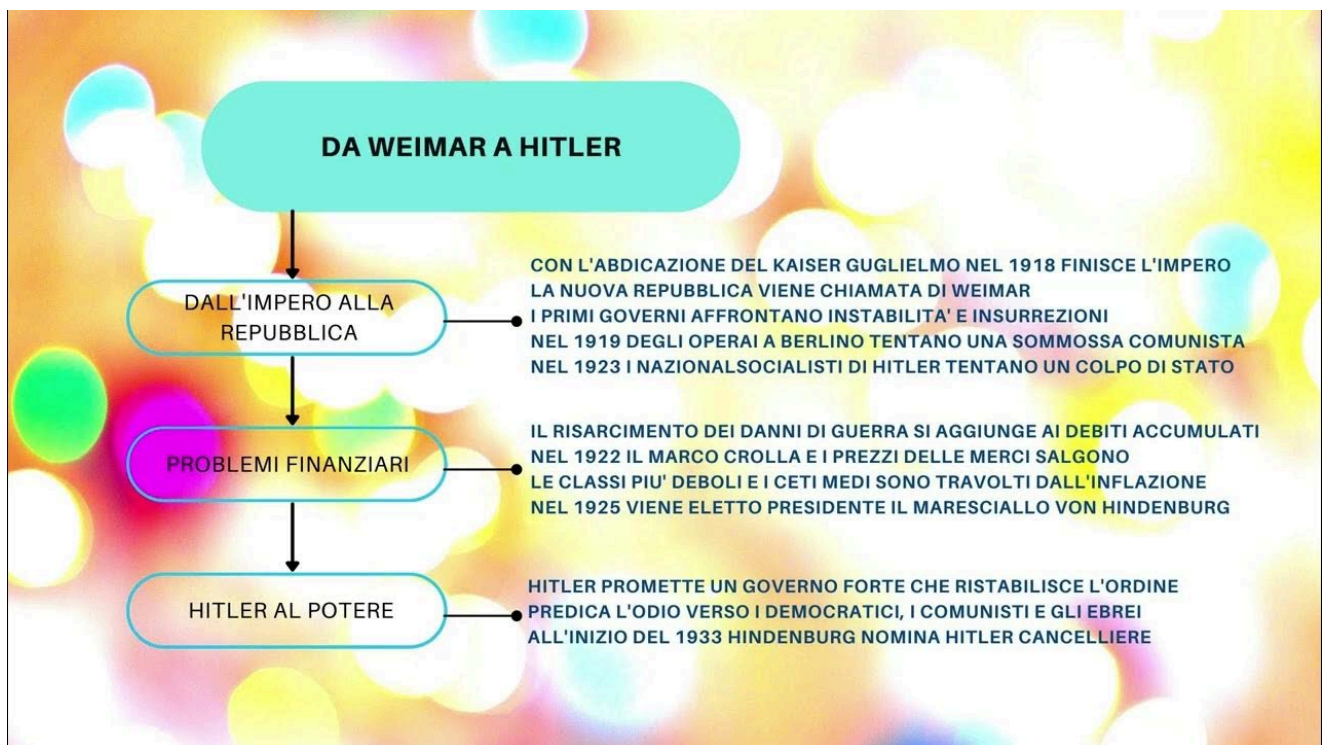 DA WEIMAR A HITLER
DALL'IMPERO ALLA
REPUBBLICA
CON L'ABDICAZIONE DEL KAISER GUGLIELMO NEL 1918 FINISCE L'IMPERO
LA NUOVA REPUBBLICA VIENE CHIAMATA DI WEIMAR
I PRIMI GOVERNI AFFRONTANO INSTABILITA' E INSURREZIONI
NEL 1919 DEGLI OPERAI A BERLINO TENTANO UNA SOMMOSSA COMUNISTA
NEL 1923 I NAZIONALSOCIALISTI DI HITLER TENTANO UN COLPO DI STATO
PROBLEMI FINANZIARI
IL RISARCIMENTO DEI DANNI DI GUERRA SI AGGIUNGE AI DEBITI ACCUMULATI
NEL 1922 IL MARCO CROLLA E I PREZZI DELLE MERCI SALGONO
LE CLASSI PIU' DEBOLI E I CETI MEDI SONO TRAVOLTI DALL'INFLAZIONE
NEL 1925 VIENE ELETTO PRESIDENTE IL MARESCIALLO VON HINDENBURG
HITLER AL POTERE
HITLER PROMETTE UN GOVERNO FORTE CHE RISTABILISCE L'ORDINE
PREDICA L'ODIO VERSO I DEMOCRATICI, I COMUNISTI E GLI EBREI
ALL'INIZIO DEL 1933 HINDENBURG NOMINA HITLER CANCELLIERE